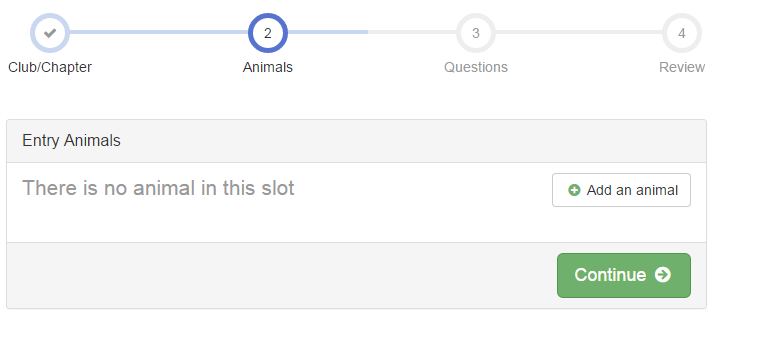 2 3 4
Club/Chapter Animals Questions Review
Entry Animals
There is no animal in this slot Add an animal
Continue